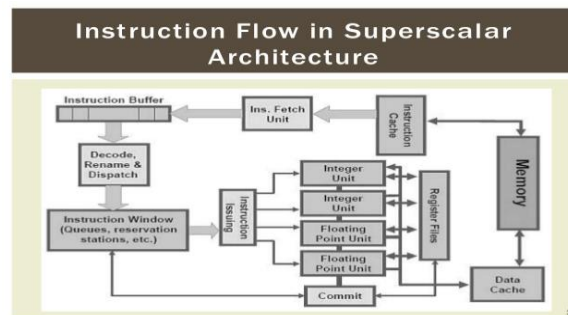 Instruction Flow in Superscalar
Architecture
Instruction Buffer
Ins. Fetch
Unit
Instruction
Cache
Memory
Decode,
Rename &
Dispatch
Instruction Window
(Queues, reservation
stations, etc.)
Instruction
Issuing
Integer
Unit
Integer
Unit
Floating
Point Unit
Floating
Point Unit
Commit
Register Files
Data
Cache